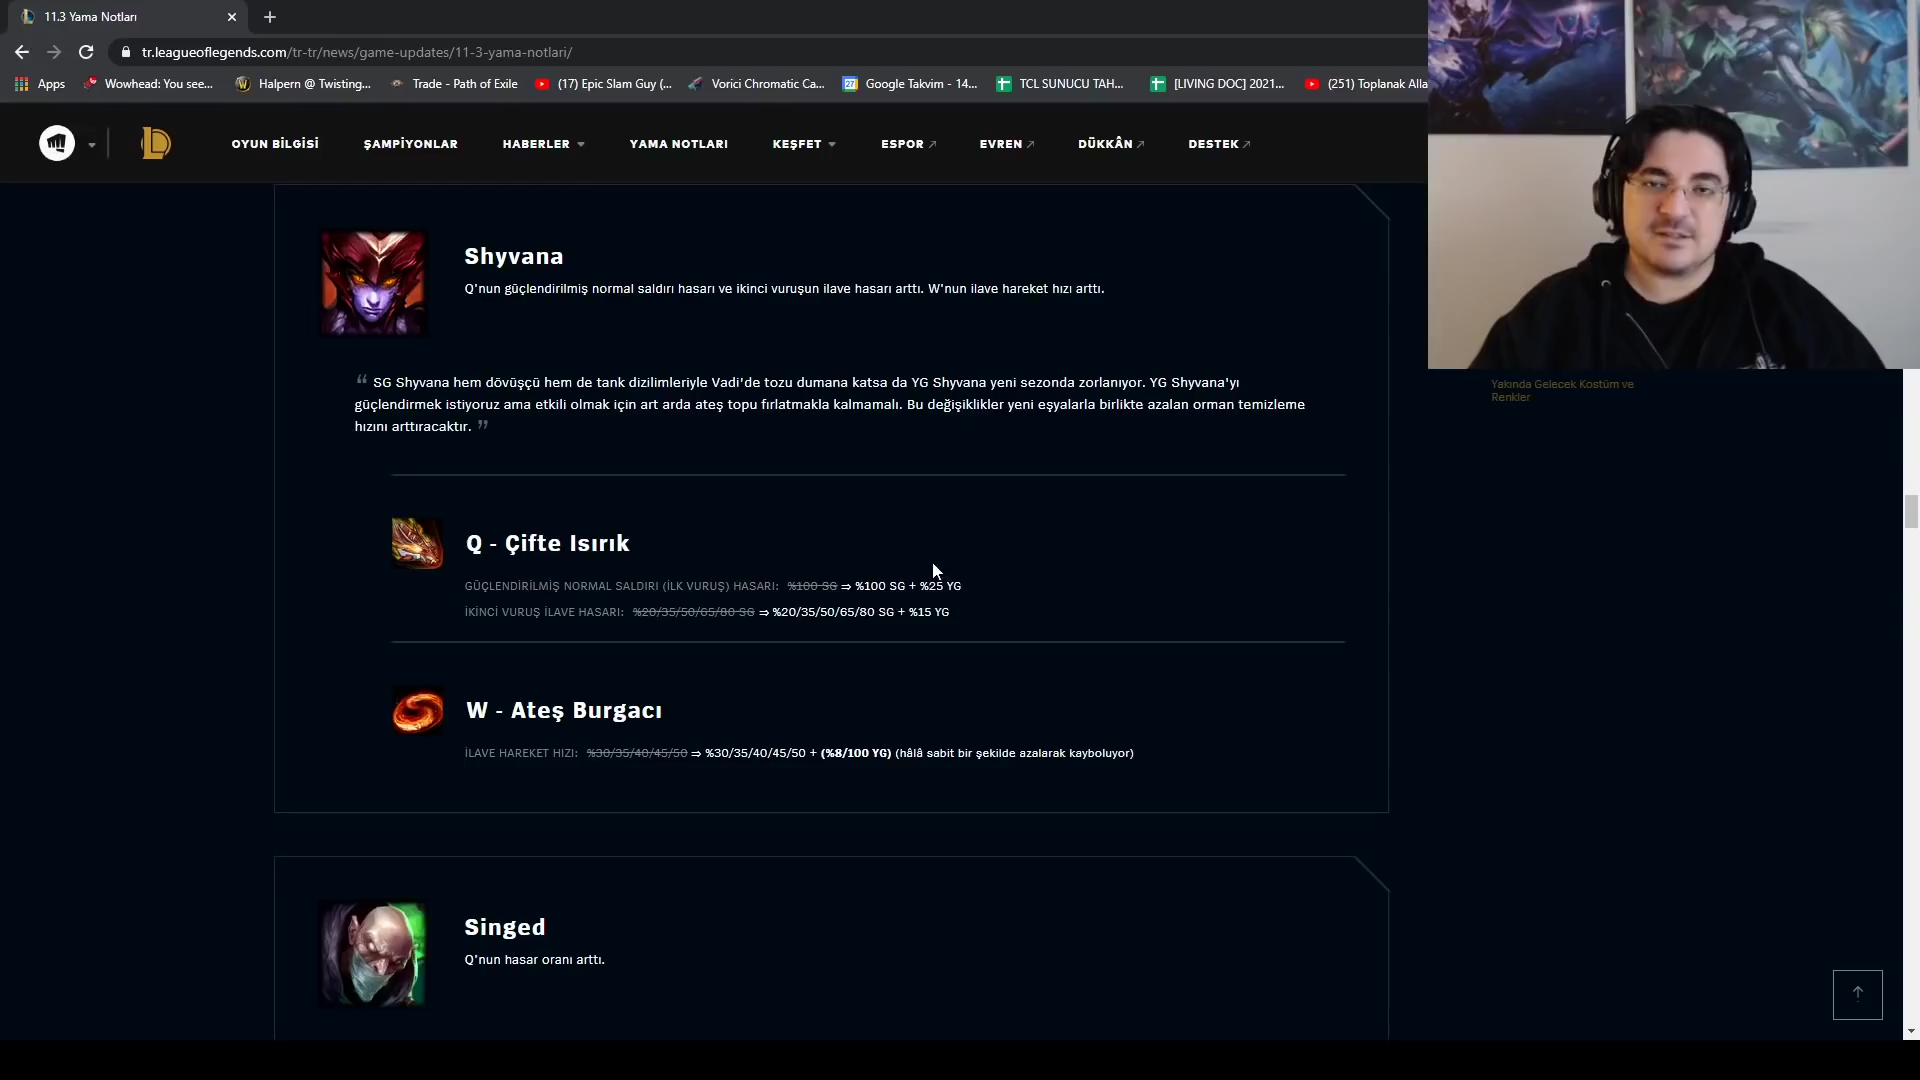 11.3 Yama Notları
tr.leagueoflegends.com/tr-tr/news/game-updates/11-3-yama-notlari/
Apps
Wowhead: You see...
Halpern @ Twisting...
Trade - Path of Exile
(17) Epic Slam Guy (...
Vorici Chromatic Ca...
27
Google Takvim - 14...
TCL SUNUCU TAH...
[LIVING DOC] 2021...
(251) Toplanak Alla
OYUN BİLGİSİ
ŞAMPİYONLAR
HABERLER
YAMA NOTLARI
KEŞFET
ESPOR
EVREN
DÜKKÂN
DESTEK
Shyvana
Q'nun güçlendirilmiş normal saldırı hasarı ve ikinci vuruşun ilave hasarı arttı. W'nun ilave hareket hızı arttı.
“ SG Shyvana hem dövüşçü hem de tank dizilimleriyle Vadi'de tozu dumana katsa da YG Shyvana yeni sezonda zorlanıyor. YG Shyvana'yı
güçlendirmek istiyoruz ama etkili olmak için art arda ateş topu fırlatmakla kalmamalı. Bu değişiklikler yeni eşyalarla birlikte azalan orman temizleme
hızını arttıracaktır. ”
Q - Çifte Isırık
GÜÇLENDİRİLMİŞ NORMAL SALDIRI (İLK VURUŞ) HASARI: %100 SG ⇒ %100 SG + %25 YG
İKİNCİ VURUŞ İLAVE HASARI: %20/35/50/65/80 SG ⇒ %20/35/50/65/80 SG + %15 YG
W - Ateş Burgacı
İLAVE HAREKET HIZI: %30/35/40/45/50 ⇒ %30/35/40/45/50 + (%8/100 YG) (hâlâ sabit bir şekilde azalarak kayboluyor)
Singed
Q'nun hasar oranı arttı.
Yakında Gelecek Kostüm ve
Renkler